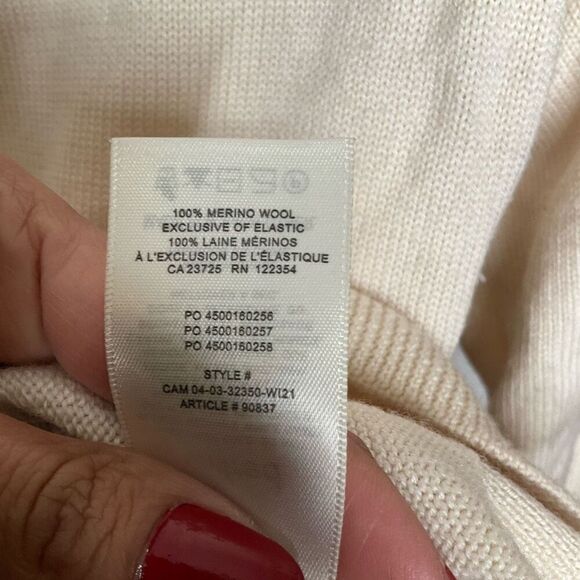 100% MERINO WOOL
EXCLUSIVE OF ELASTIC
100% LAINE MÉRINOS
À L'EXCLUSION DE L'ÉLASTIQUE
CA 23725 RN 122354
PO 4500160256
PO 4500160257
PO 4500160258
STYLE #
CAM 04-03-32350-WI21
ARTICLE # 90837